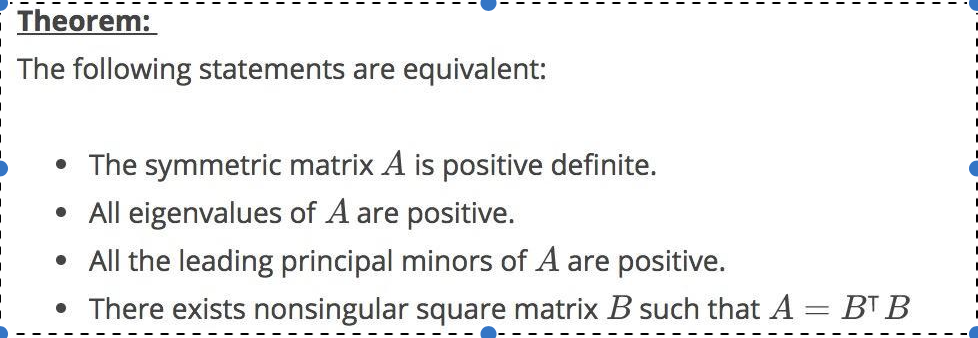 Theorem:
The following statements are equivalent:
• The symmetric matrix A is positive definite.
• All eigenvalues of A are positive.
• All the leading principal minors of A are positive.
• There exists nonsingular square matrix B such that A = BᵀB